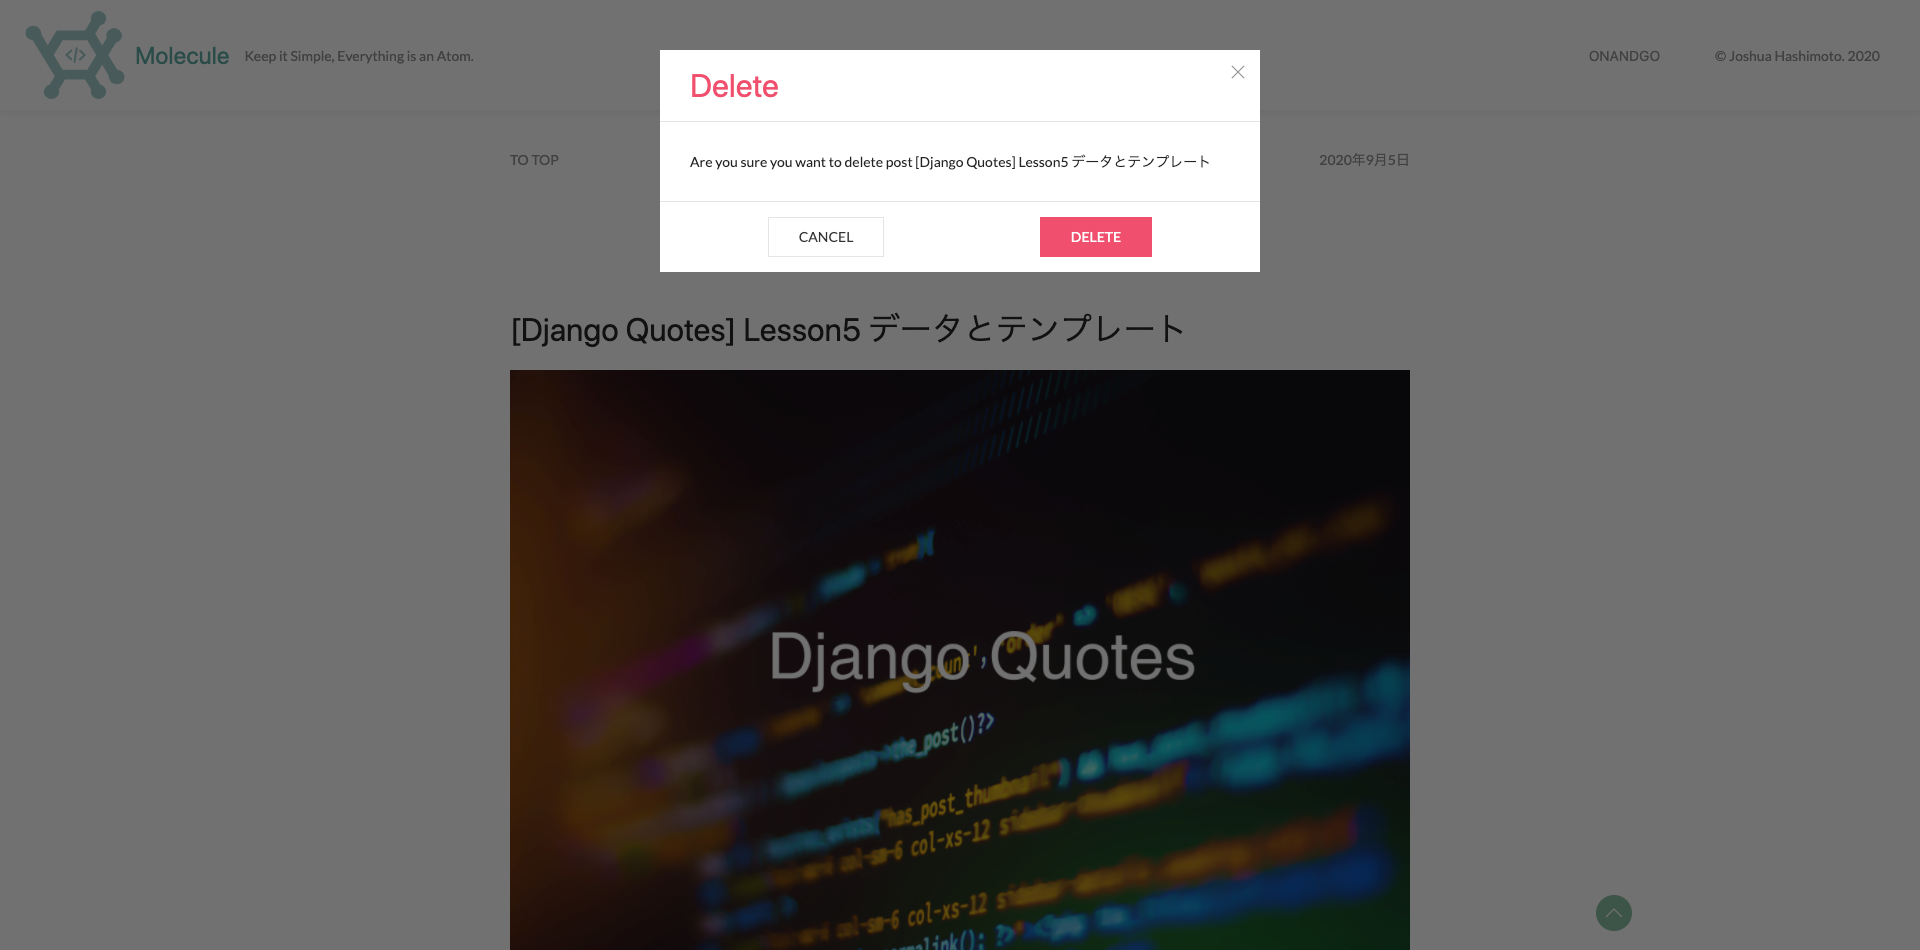 Molecule
Keep it Simple, Everything is an Atom.
ONANDGO
© Joshua Hashimoto. 2020
Delete
Are you sure you want to delete post [Django Quotes] Lesson5 データとテンプレート
CANCEL
DELETE
TO TOP
2020年9月5日
[Django Quotes] Lesson5 データとテンプレート
Django Quotes
the_post()?>
"has_post_thumbnail")
col-sm-6 col-xs-12
col-sm-6 col-xs-12